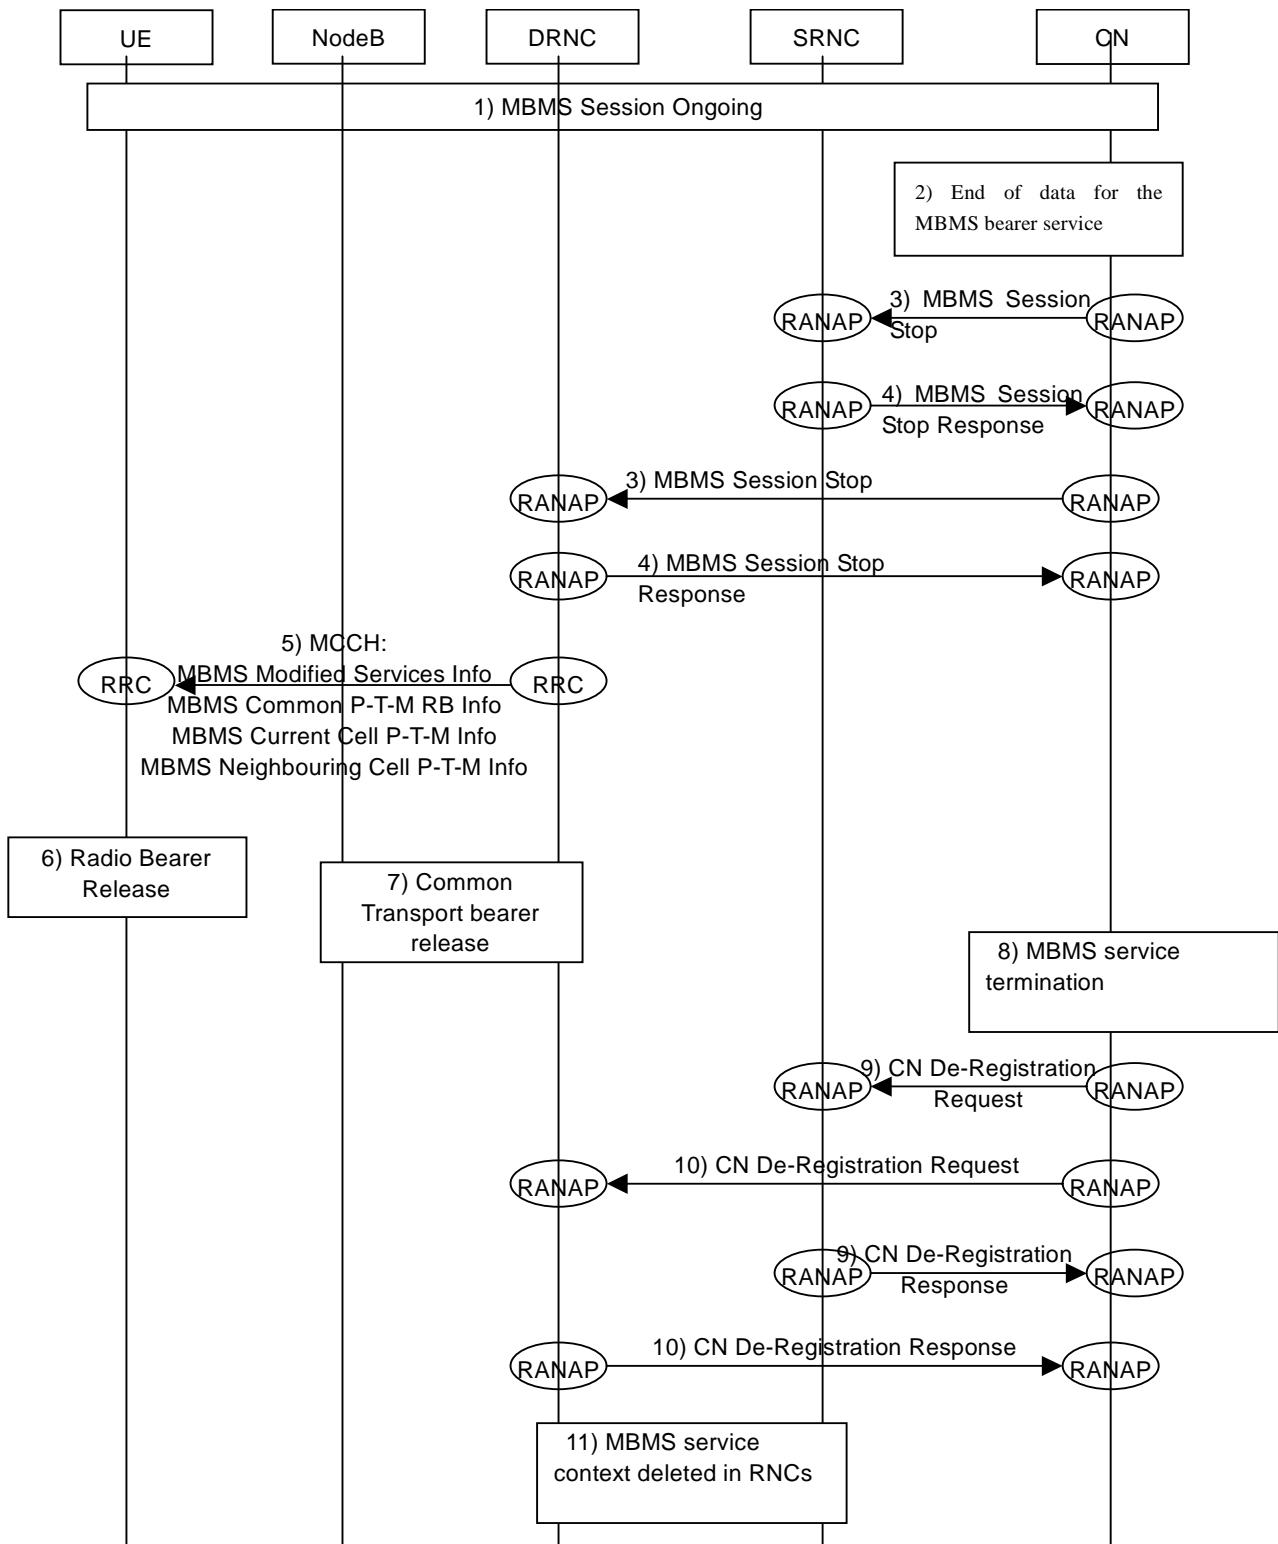 UE
NodeB
DRNC
SRNC
CN
1) MBMS Session Ongoing
2) End of data for the
MBMS bearer service
RANAP
3) MBMS Session
Stop
RANAP
RANAP
4) MBMS Session
Stop Response
RANAP
RANAP
3) MBMS Session Stop
RANAP
RANAP
4) MBMS Session Stop
Response
RANAP
RRC
5) MCCH:
MBMS Modified Services Info
MBMS Common P-T-M RB Info
MBMS Current Cell P-T-M Info
MBMS Neighbouring Cell P-T-M Info
RRC
6) Radio Bearer
Release
7) Common
Transport bearer
release
8) MBMS service
termination
RANAP
9) CN De-Registration
Request
RANAP
RANAP
10) CN De-Registration Request
RANAP
RANAP
9) CN De-Registration
Response
RANAP
RANAP
10) CN De-Registration Response
RANAP
11) MBMS service
context deleted in RNCs